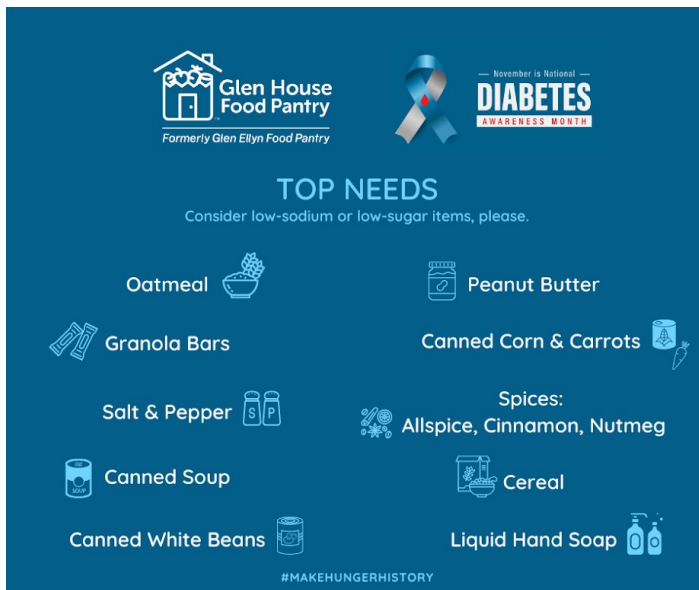 Glen House
Food Pantry
Formerly Glen Ellyn Food Pantry
November is National
DIABETES
AWARENESS MONTH
TOP NEEDS
Consider low-sodium or low-sugar items, please.
Oatmeal
Peanut Butter
Granola Bars
Canned Corn & Carrots
Salt & Pepper
S P
Spices:
Allspice, Cinnamon, Nutmeg
Canned Soup
SOUP
Cereal
Canned White Beans
Liquid Hand Soap
#MAKEHUNGERHISTORY